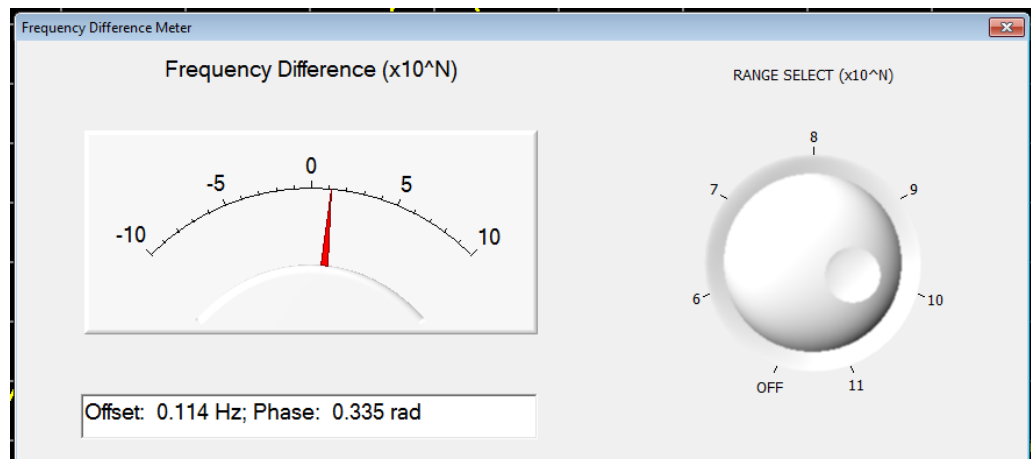 Frequency Difference Meter
Frequency Difference (x10^N)
-10
-5
0
5
10
Offset:  0.114 Hz; Phase:  0.335 rad
RANGE SELECT (x10^N)
OFF
6
7
8
9
10
11